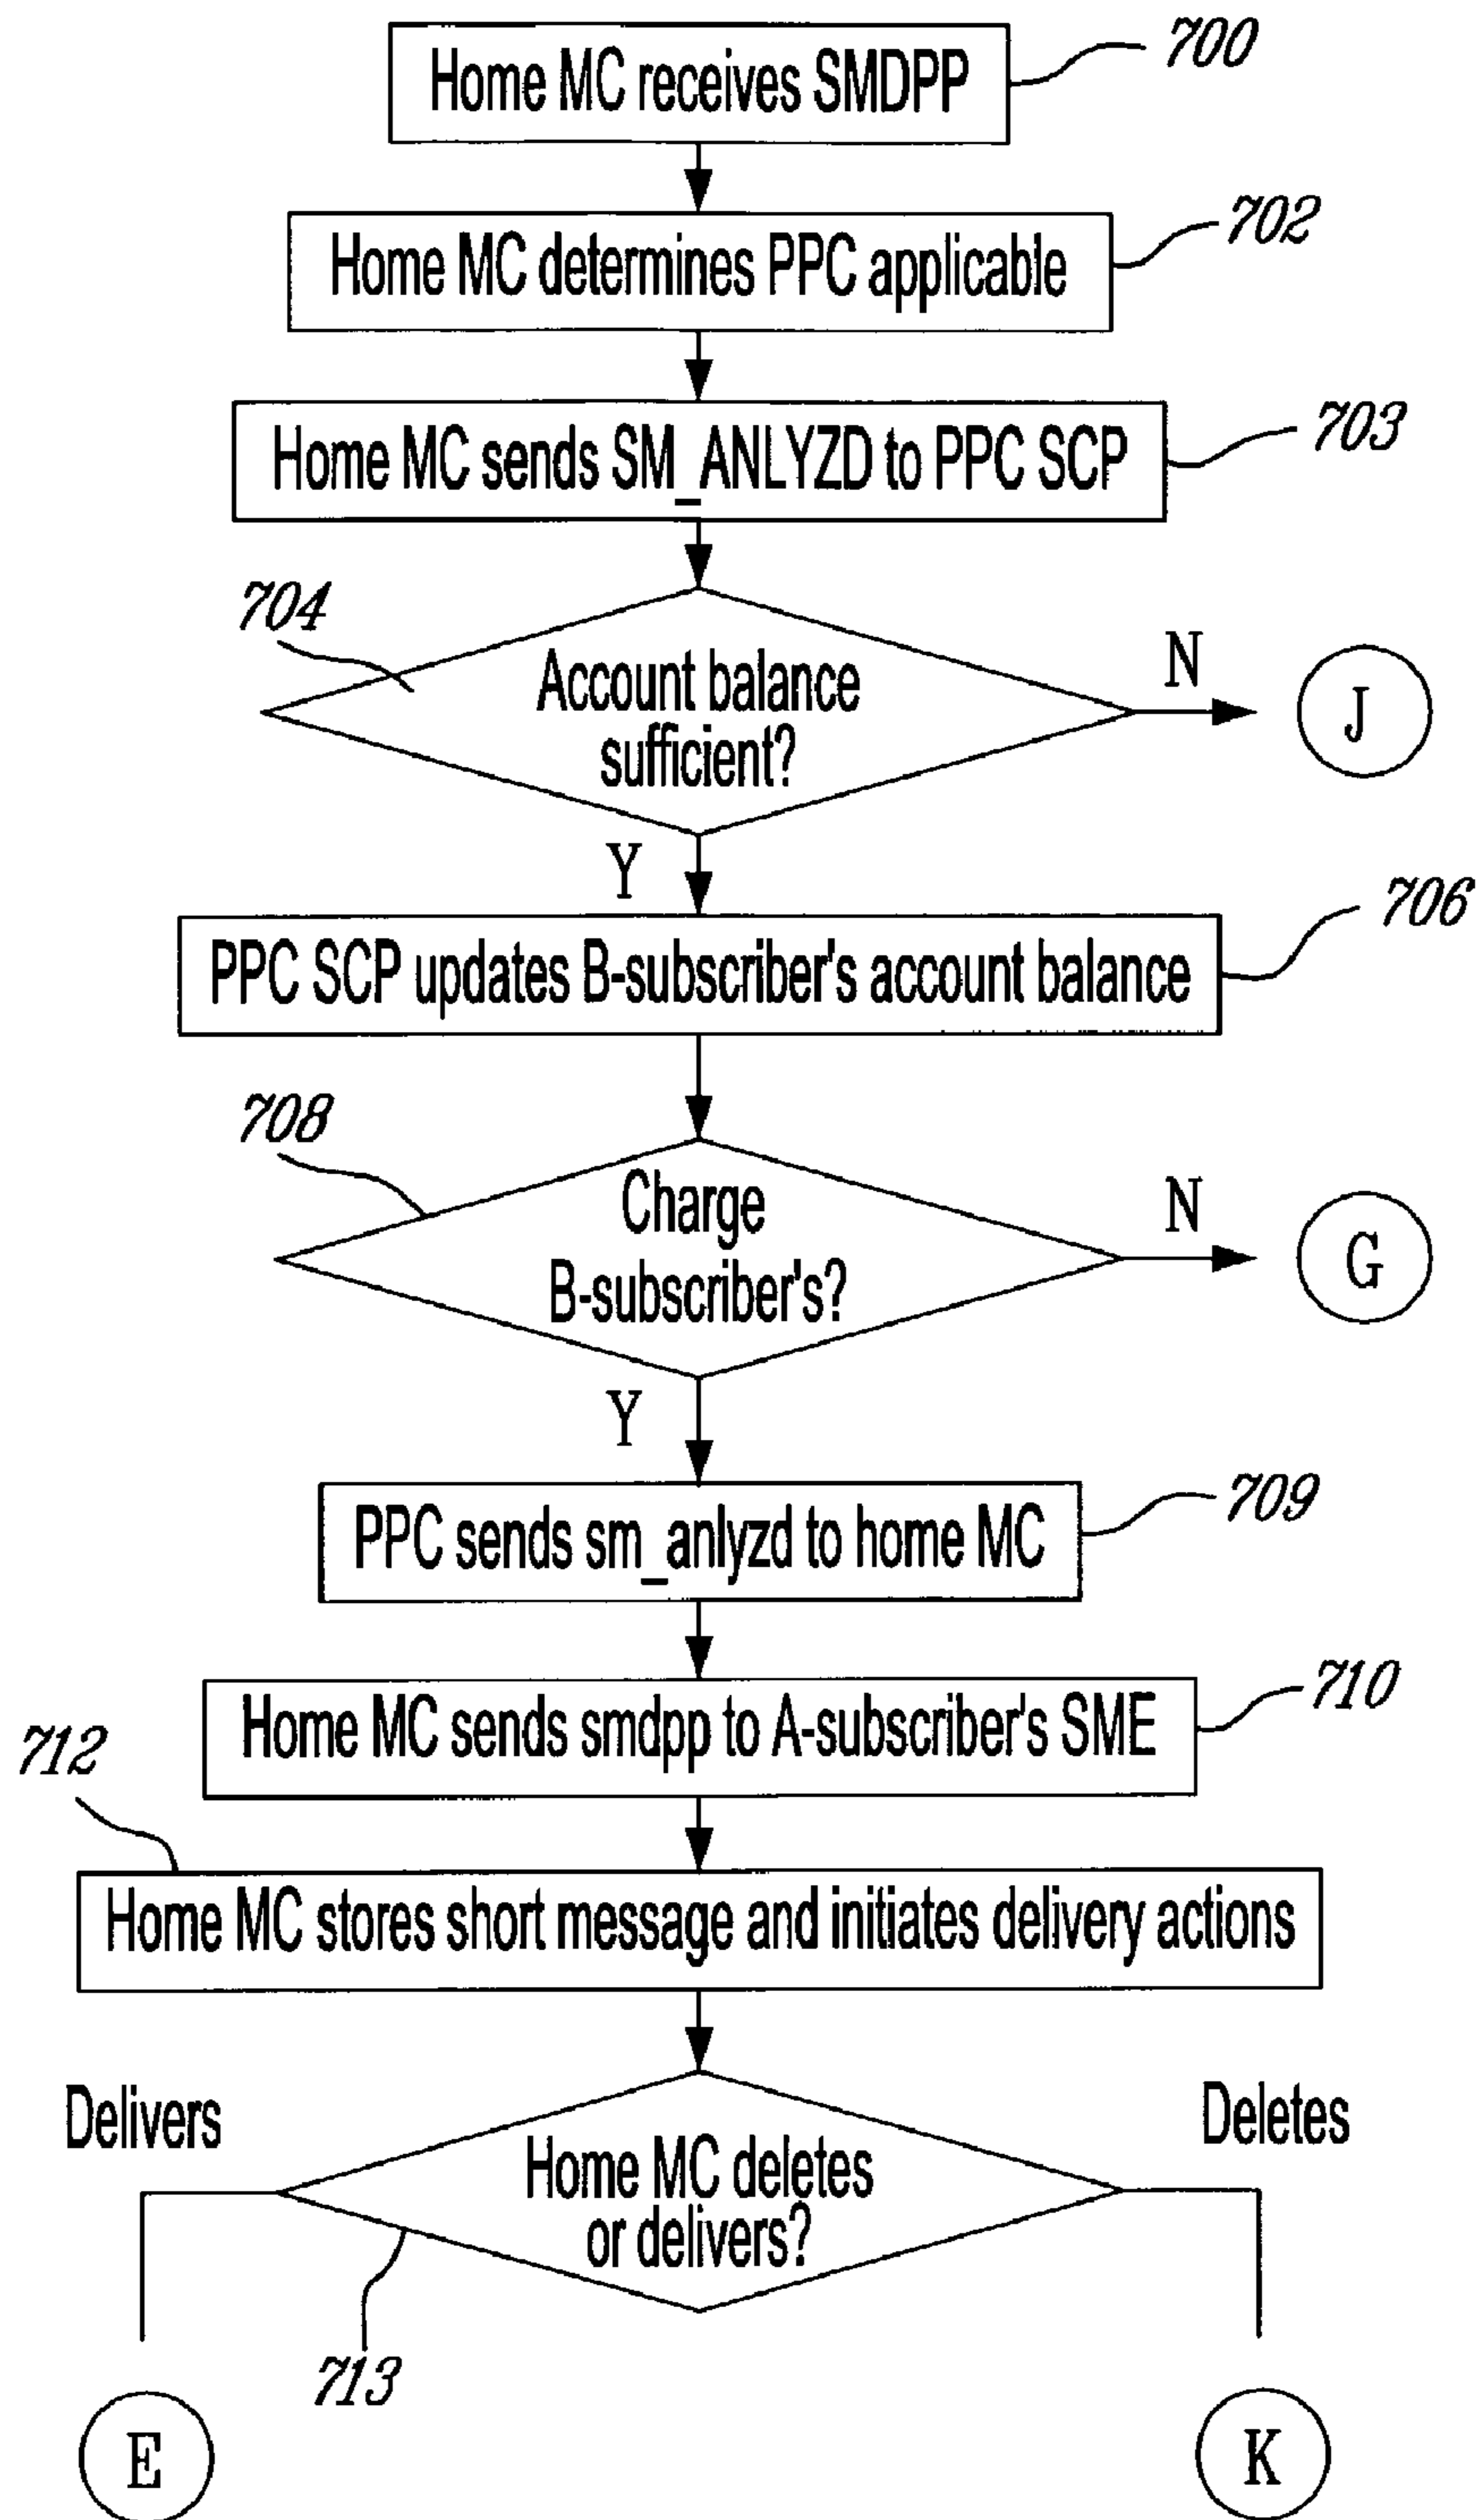 Home MC receives SMDPP
700
Home MC determines PPC applicable
702
Home MC sends SM_ANLYZD to PPC SCP
703
704
Account balance
sufficient?
N
J
Y
PPC SCP updates B-subscriber's account balance
706
708
Charge
B-subscriber's?
N
G
Y
PPC sends sm_anlyzd to home MC
709
Home MC sends smdpp to A-subscriber's SME
710
712
Home MC stores short message and initiates delivery actions
Delivers
Deletes
Home MC deletes
or delivers?
713
E
K